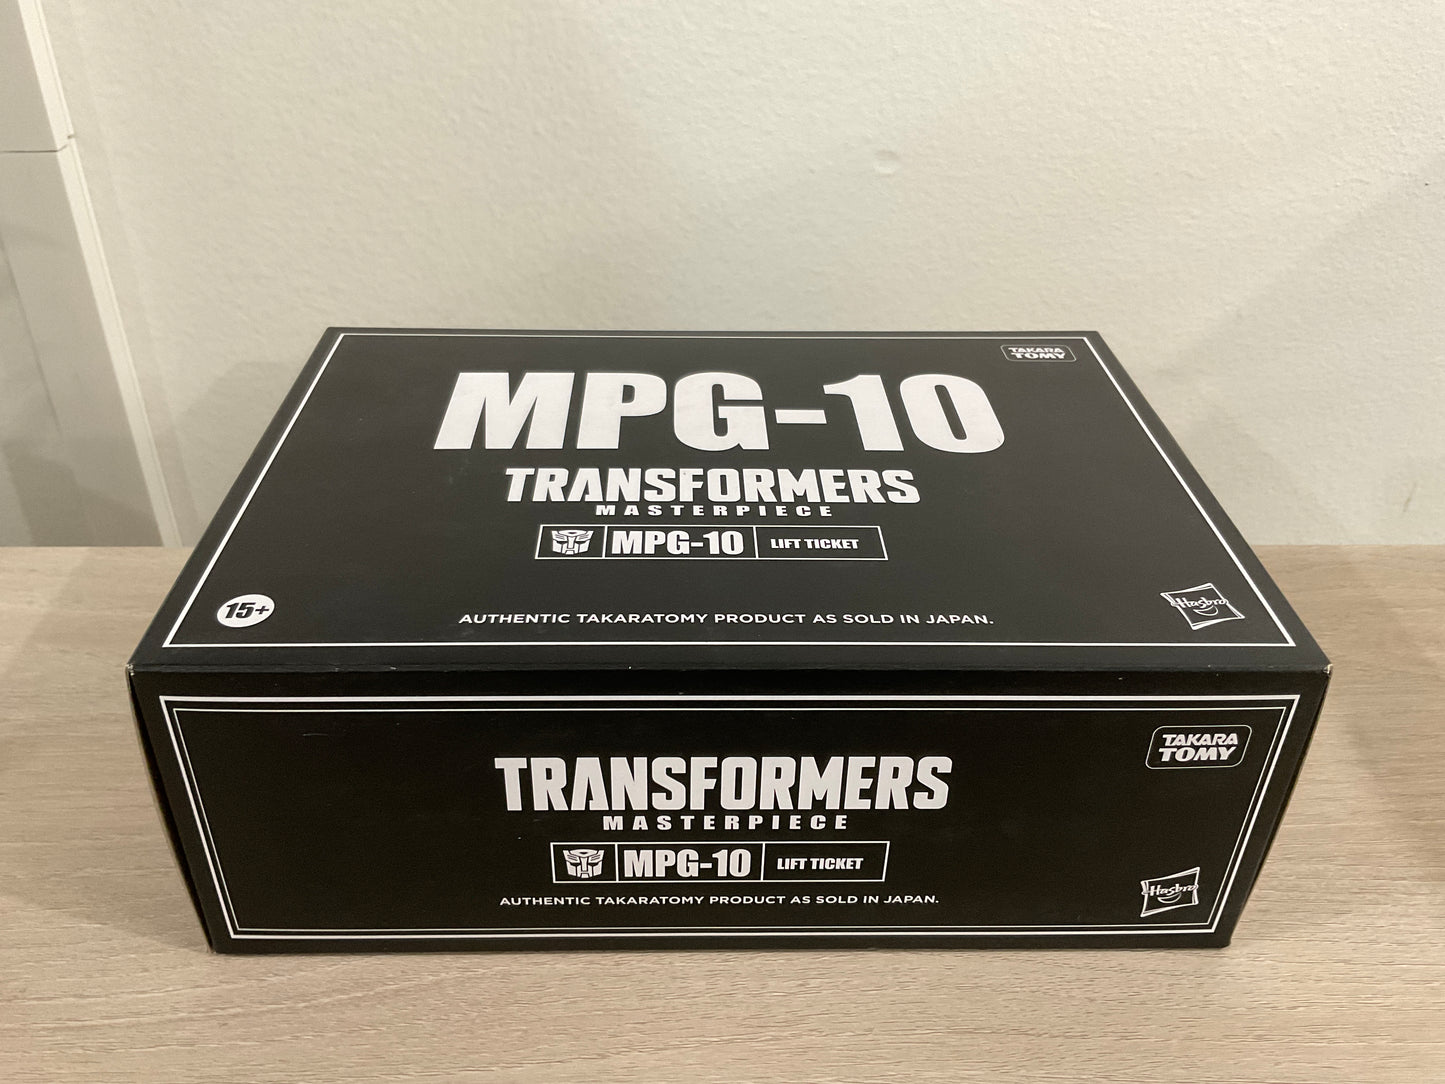 TAKARA
TOMY
MPG-10
TRANSFORMERS
MASTERPIECE
MPG-10 LIFT TICKET
15+
Hasbro
AUTHENTIC TAKARATOMY PRODUCT AS SOLD IN JAPAN.
TAKARA
TOMY
TRANSFORMERS
MASTERPIECE
MPG-10 LIFT TICKET
Hasbro
AUTHENTIC TAKARATOMY PRODUCT AS SOLD IN JAPAN.